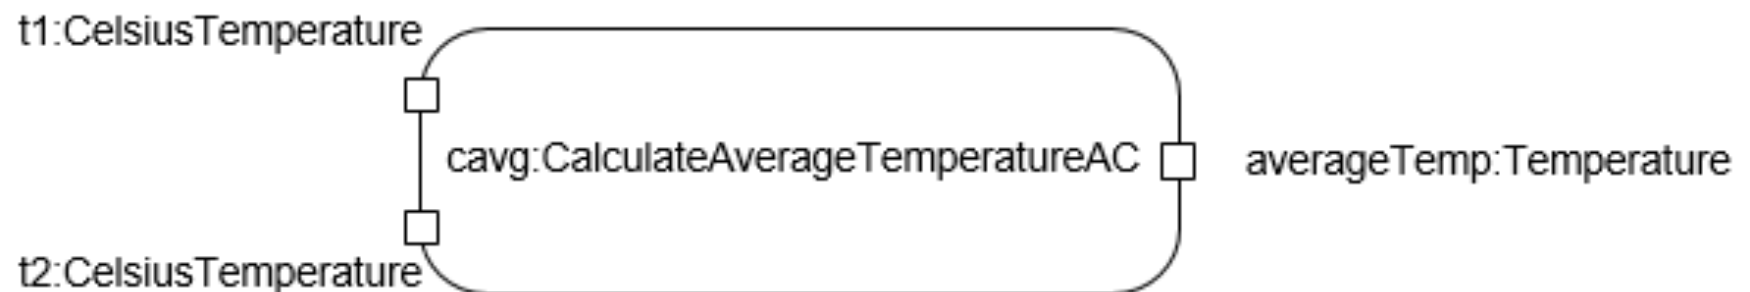 t1:CelsiusTemperature
cavg:CalculateAverageTemperatureAC
averageTemp:Temperature
t2:CelsiusTemperature